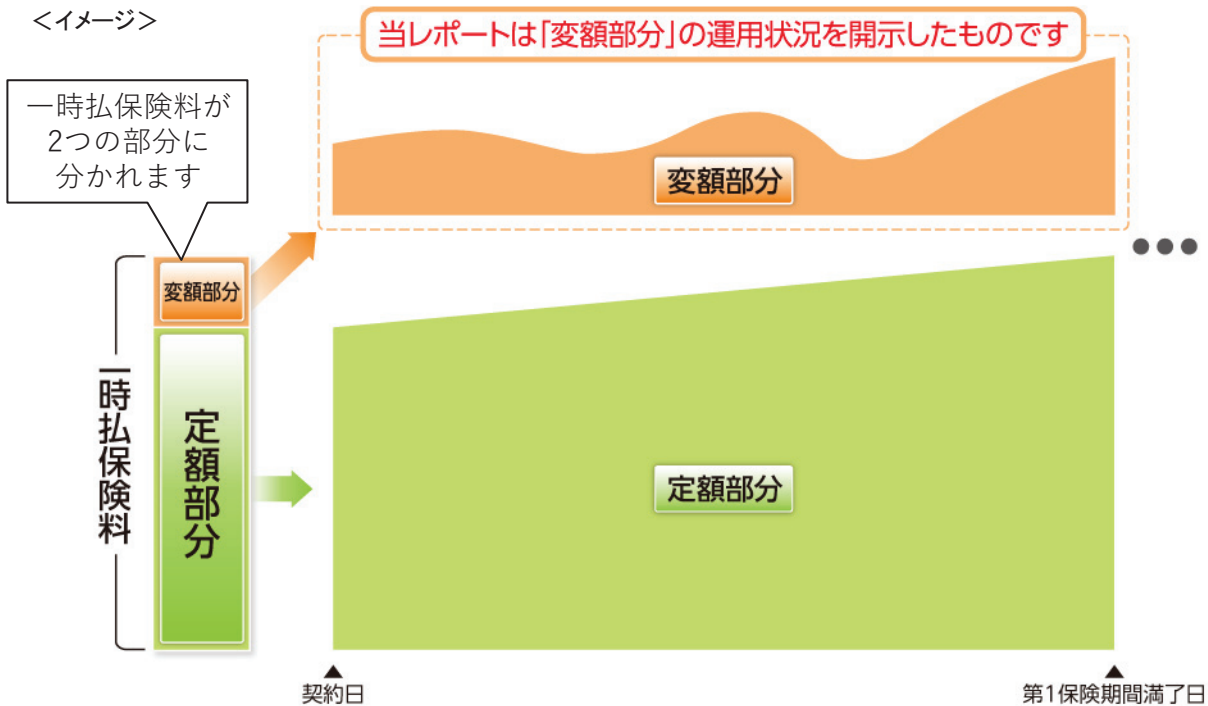 ＜イメージ＞
当レポートは「変額部分」の運用状況を開示したものです
一時払保険料が
2つの部分に
分かれます
変額部分
変額部分
一時払保険料
定額部分
定額部分
▲
契約日
▲
第1保険期間満了日